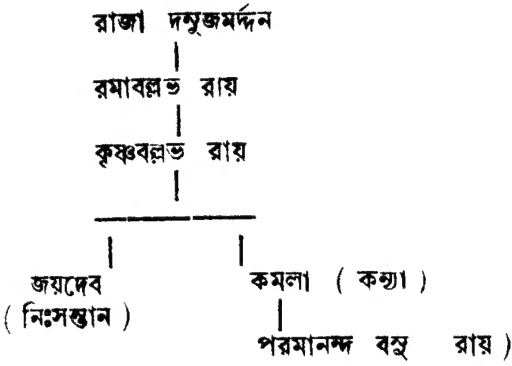 রাজা দনুজমর্দ্দন
রমাবল্লভ রায়
কৃষ্ণবল্লভ রায়
জয়দেব
( নিঃসন্তান )
কমলা ( কন্যা )
পরমানন্দ বসু রায় )